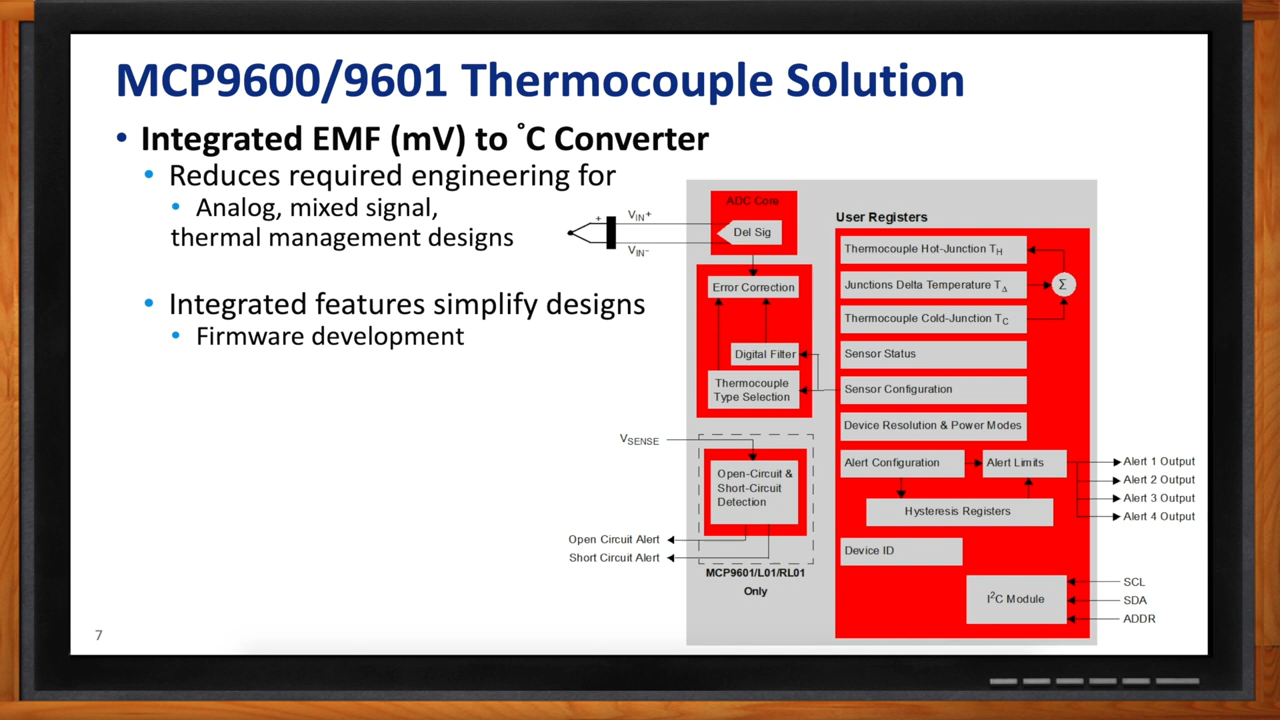 MCP9600/9601 Thermocouple Solution
• Integrated EMF (mV) to ˚C Converter
• Reduces required engineering for
• Analog, mixed signal,
thermal management designs
• Integrated features simplify designs
• Firmware development
7
ADC Core
Del Sig
+
VIN+
VIN−
Error Correction
Digital Filter
Thermocouple
Type Selection
VSENSE
Open-Circuit &
Short-Circuit
Detection
Open Circuit Alert
Short Circuit Alert
MCP9601/L01/RL01
Only
User Registers
Thermocouple Hot-Junction TH
Junctions Delta Temperature TΔ
Σ
Thermocouple Cold-Junction TC
Sensor Status
Sensor Configuration
Device Resolution & Power Modes
Alert Configuration
Alert Limits
Hysteresis Registers
Alert 1 Output
Alert 2 Output
Alert 3 Output
Alert 4 Output
Device ID
I2C Module
SCL
SDA
ADDR